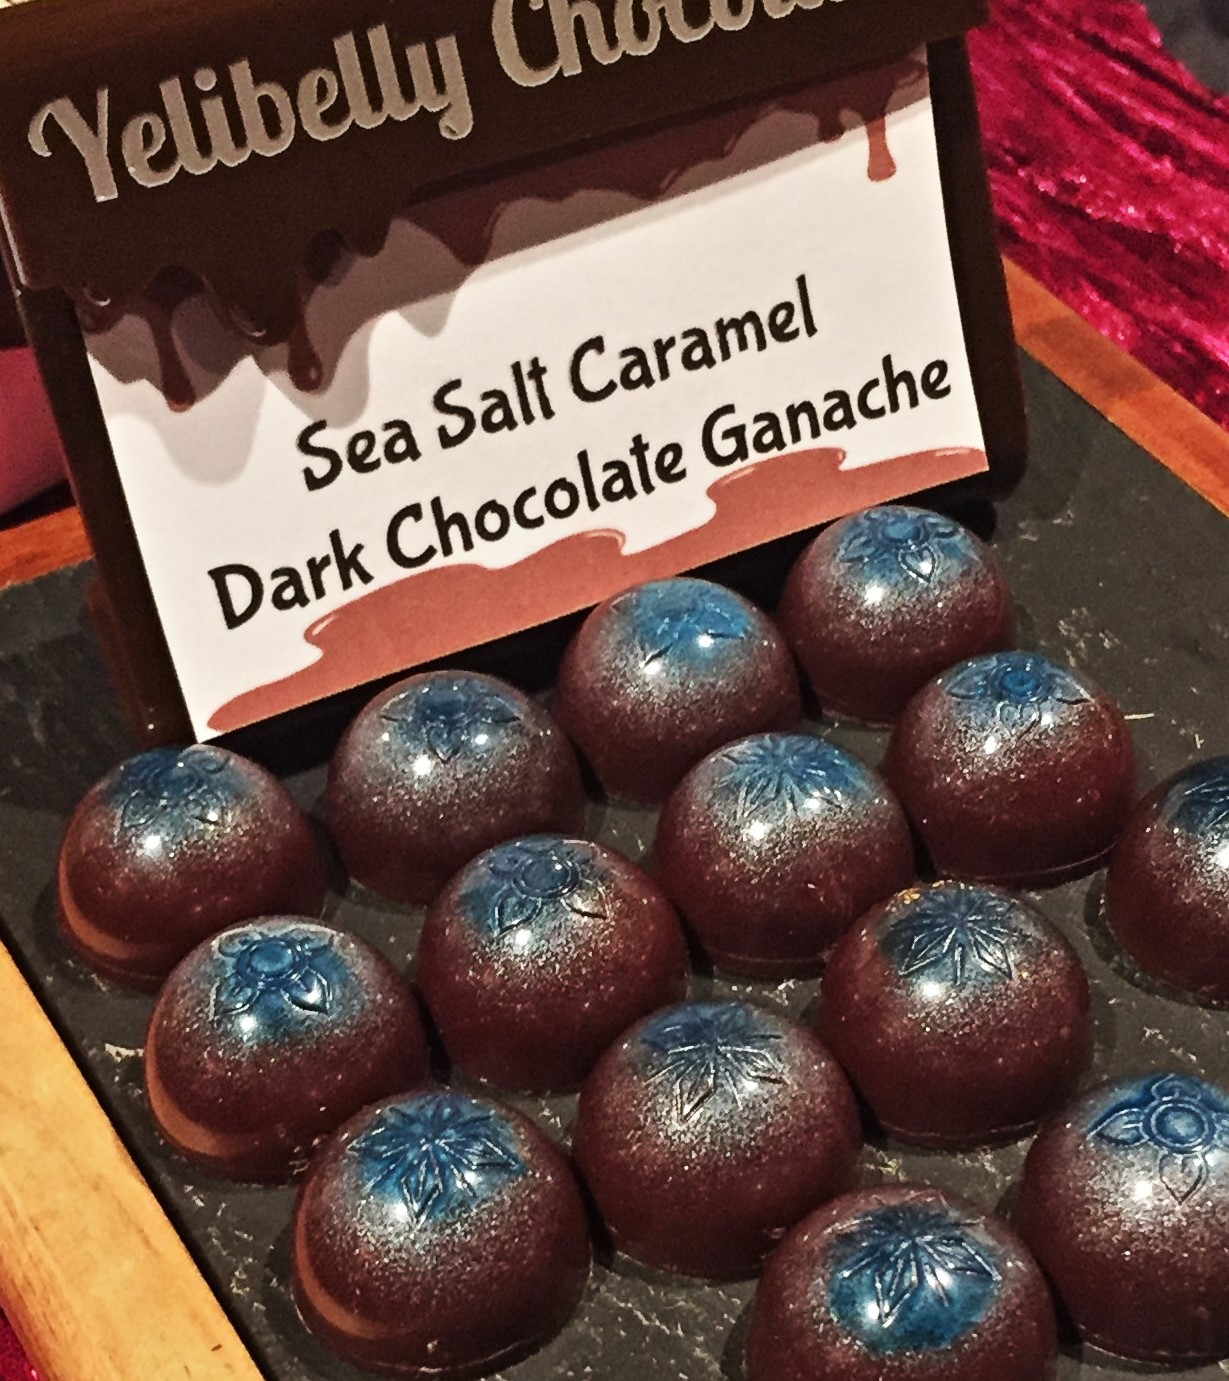 Yelibelly
Sea Salt Caramel
Dark Chocolate Ganache